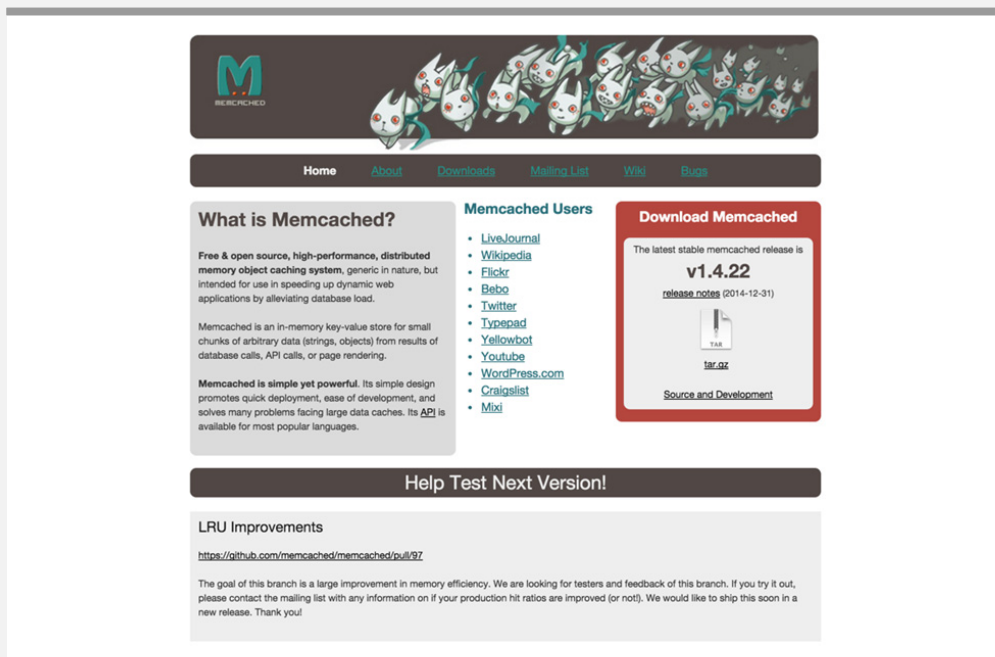 MEMCACHED
Home About Downloads Mailing List Wiki Bugs
What is Memcached?
Free & open source, high-performance, distributed
memory object caching system, generic in nature, but
intended for use in speeding up dynamic web
applications by alleviating database load.
Memcached is an in-memory key-value store for small
chunks of arbitrary data (strings, objects) from results of
database calls, API calls, or page rendering.
Memcached is simple yet powerful. Its simple design
promotes quick deployment, ease of development, and
solves many problems facing large data caches. Its API is
available for most popular languages.
Memcached Users
LiveJournal
Wikipedia
Flickr
Bebo
Twitter
Typepad
Yellowbot
Youtube
WordPress.com
Craigslist
Mixi
Download Memcached
The latest stable memcached release is
v1.4.22
release notes (2014-12-31)
TAR
tar.gz
Source and Development
Help Test Next Version!
LRU Improvements
https://github.com/memcached/memcached/pull/97
The goal of this branch is a large improvement in memory efficiency. We are looking for testers and feedback of this branch. If you try it out,
please contact the mailing list with any information on if your production hit ratios are improved (or not!). We would like to ship this soon in a
new release. Thank you!